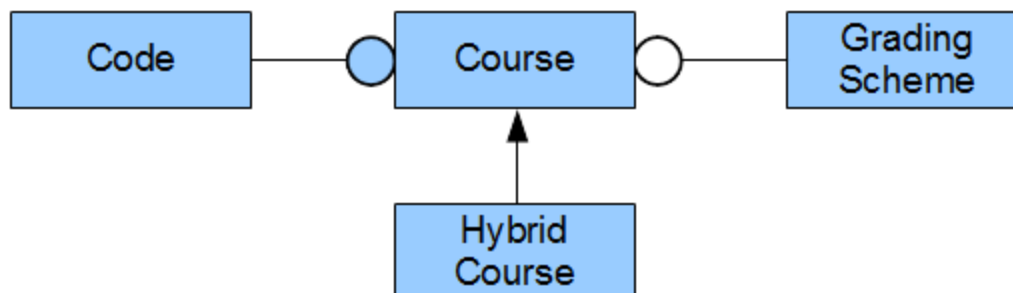 Code
Course
Grading
Scheme
Hybrid
Course